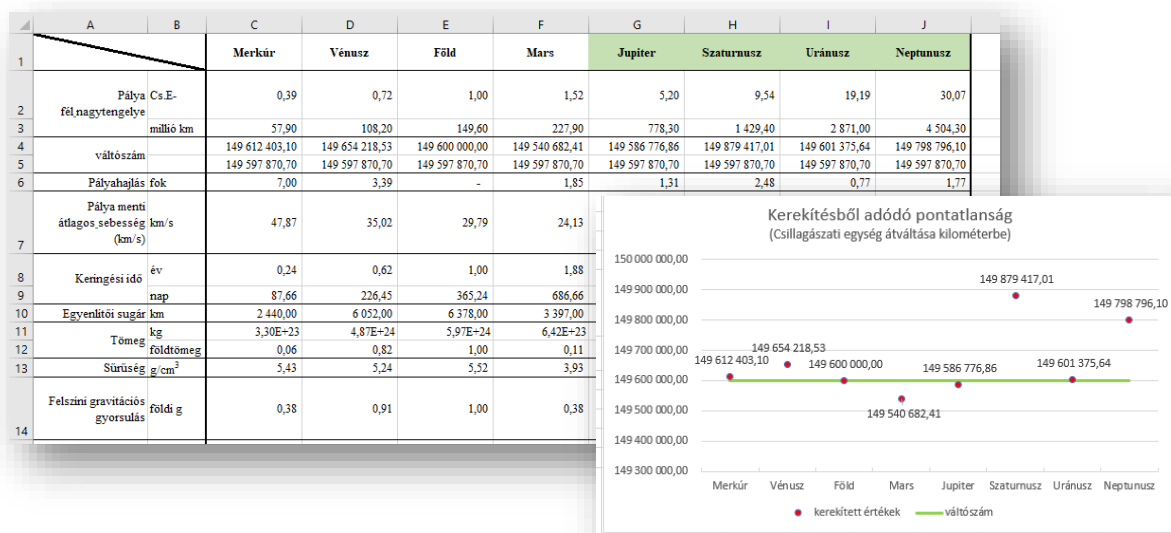 A B C D E F G H I J
1 Merkúr Vénusz Föld Mars Jupiter Szaturnusz Uránusz Neptunusz
2 Pálya fél nagytengelye Cs.E- 0,39 0,72 1,00 1,52 5,20 9,54 19,19 30,07
3 millió km 57,90 108,20 149,60 227,90 778,30 1 429,40 2 871,00 4 504,30
4 váltószám 149 612 403,10 149 654 218,53 149 600 000,00 149 540 682,41 149 586 776,86 149 879 417,01 149 601 375,64 149 798 796,10
5 149 597 870,70 149 597 870,70 149 597 870,70 149 597 870,70 149 597 870,70 149 597 870,70 149 597 870,70 149 597 870,70
6 Pályahajlás fok 7,00 3,39 - 1,85 1,31 2,48 0,77 1,77
7 Pálya menti átlagos sebesség (km/s) km/s 47,87 35,02 29,79 24,13
8 Keringési idő év 0,24 0,62 1,00 1,88
9 nap 87,66 226,45 365,24 686,66
10 Egyenlítői sugár km 2 440,00 6 052,00 6 378,00 3 397,00
11 Tömeg kg 3,30E+23 4,87E+24 5,97E+24 6,42E+23
12 földtömeg 0,06 0,82 1,00 0,11
13 Sűrűség g/cm³ 5,43 5,24 5,52 3,93
14 Felszíni gravitációs gyorsulás földi g 0,38 0,91 1,00 0,38
Kerekítésből adódó pontatlanság
(Csillagászati egység átváltása kilométerbe)
150 000 000,00
149 900 000,00
149 800 000,00
149 700 000,00
149 600 000,00
149 500 000,00
149 400 000,00
149 300 000,00
149 612 403,10
149 654 218,53
149 600 000,00
149 540 682,41
149 586 776,86
149 879 417,01
149 601 375,64
149 798 796,10
Merkúr Vénusz Föld Mars Jupiter Szaturnusz Uránusz Neptunusz
kerekített értékek váltószám